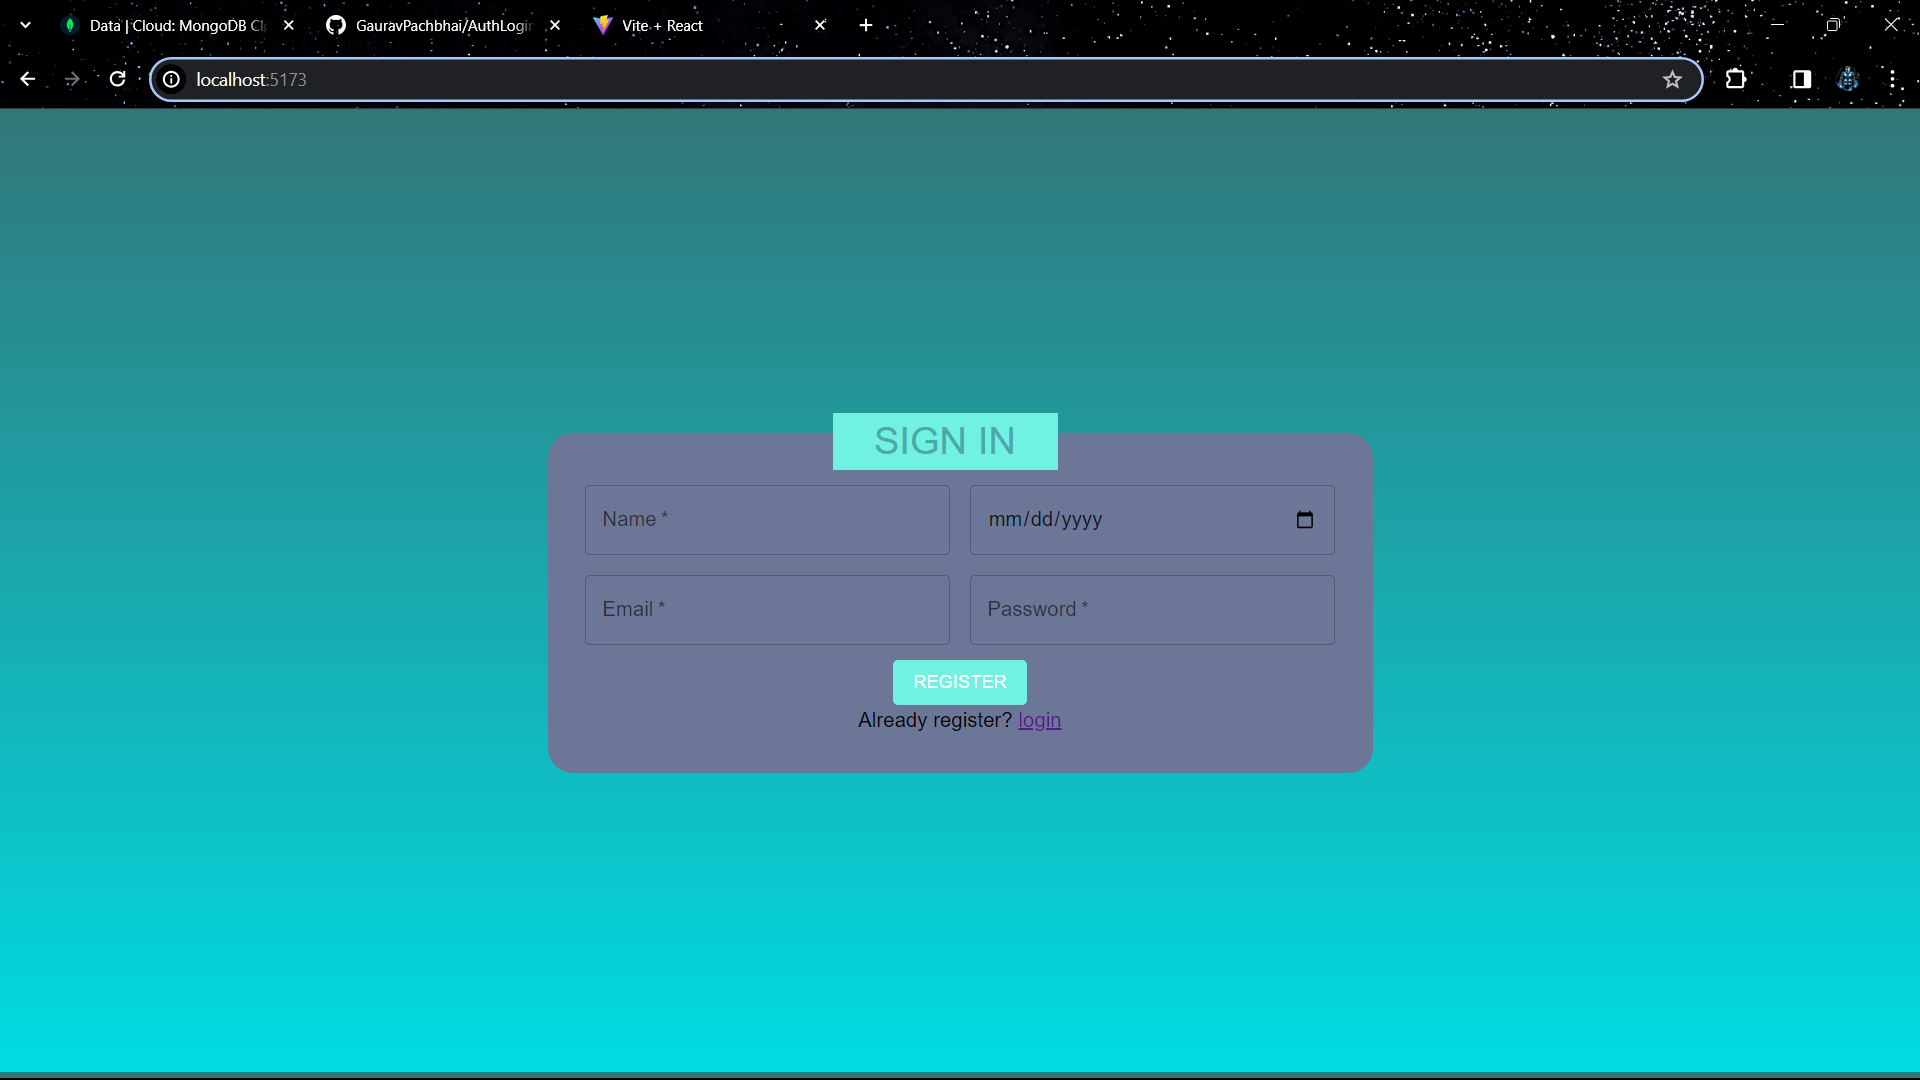 Data | Cloud: MongoDB Cl
GauravPachbhai/AuthLogin
Vite + React
localhost:5173
SIGN IN
Name *
mm/dd/yyyy
Email *
Password *
REGISTER
Already register? login